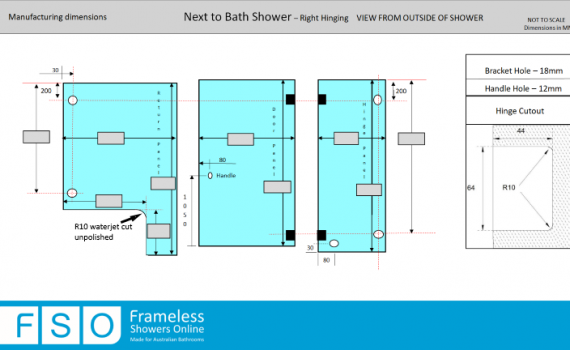 Manufacturing dimensions
Next to Bath Shower – Right Hinging VIEW FROM OUTSIDE OF SHOWER
NOT TO SCALE
Dimensions in MM
30
200
Return Panel
R10 waterjet cut
unpolished
Door Panel
80
Handle
1050
Hinge Panel
200
30
80
Bracket Hole – 18mm
Handle Hole – 12mm
Hinge Cutout
44
64
R10
FSO
Frameless
Showers Online
Made for Australian Bathrooms